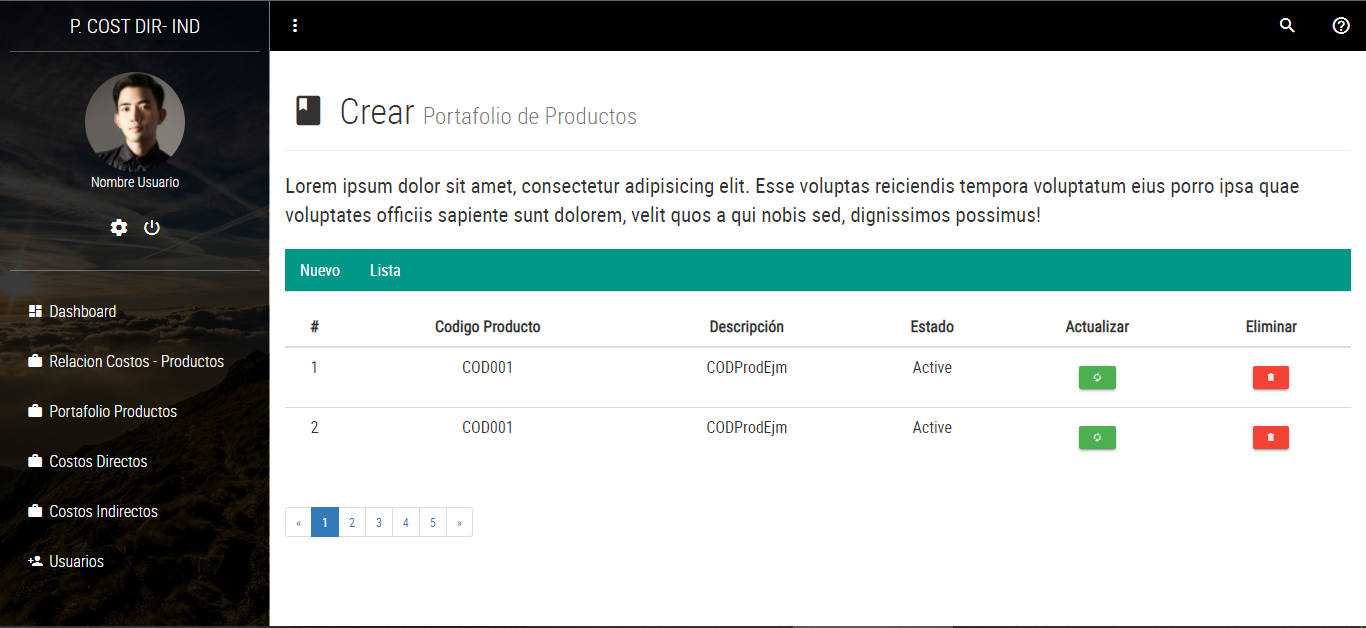 P. COST DIR- IND
Nombre Usuario
Dashboard
Relacion Costos - Productos
Portafolio Productos
Costos Directos
Costos Indirectos
Usuarios
Crear Portafolio de Productos
Lorem ipsum dolor sit amet, consectetur adipisicing elit. Esse voluptas reiciendis tempora voluptatum eius porro ipsa quae
voluptates officiis sapiente sunt dolorem, velit quos a qui nobis sed, dignissimos possimus!
Nuevo Lista
# Codigo Producto Descripción Estado Actualizar Eliminar
1 COD001 CODProdEjm Active
2 COD001 CODProdEjm Active
« 1 2 3 4 5 »